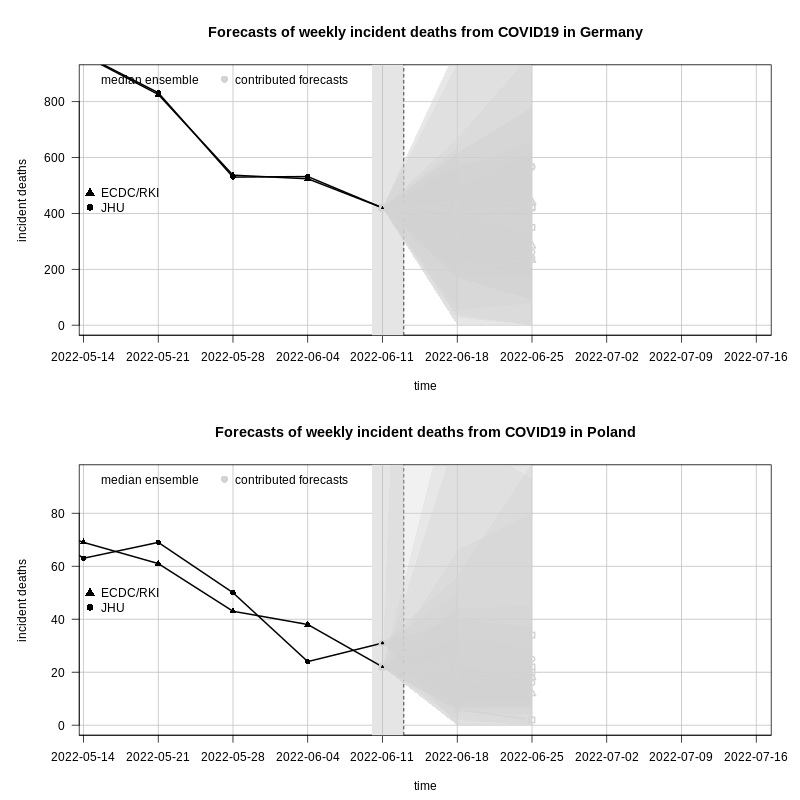 Forecasts of weekly incident deaths from COVID19 in Germany
median ensemble contributed forecasts
ECDC/RKI
JHU
incident deaths
800
600
400
200
0
2022-05-14 2022-05-21 2022-05-28 2022-06-04 2022-06-11 2022-06-18 2022-06-25 2022-07-02 2022-07-09 2022-07-16
time
Forecasts of weekly incident deaths from COVID19 in Poland
median ensemble contributed forecasts
ECDC/RKI
JHU
incident deaths
80
60
40
20
0
2022-05-14 2022-05-21 2022-05-28 2022-06-04 2022-06-11 2022-06-18 2022-06-25 2022-07-02 2022-07-09 2022-07-16
time